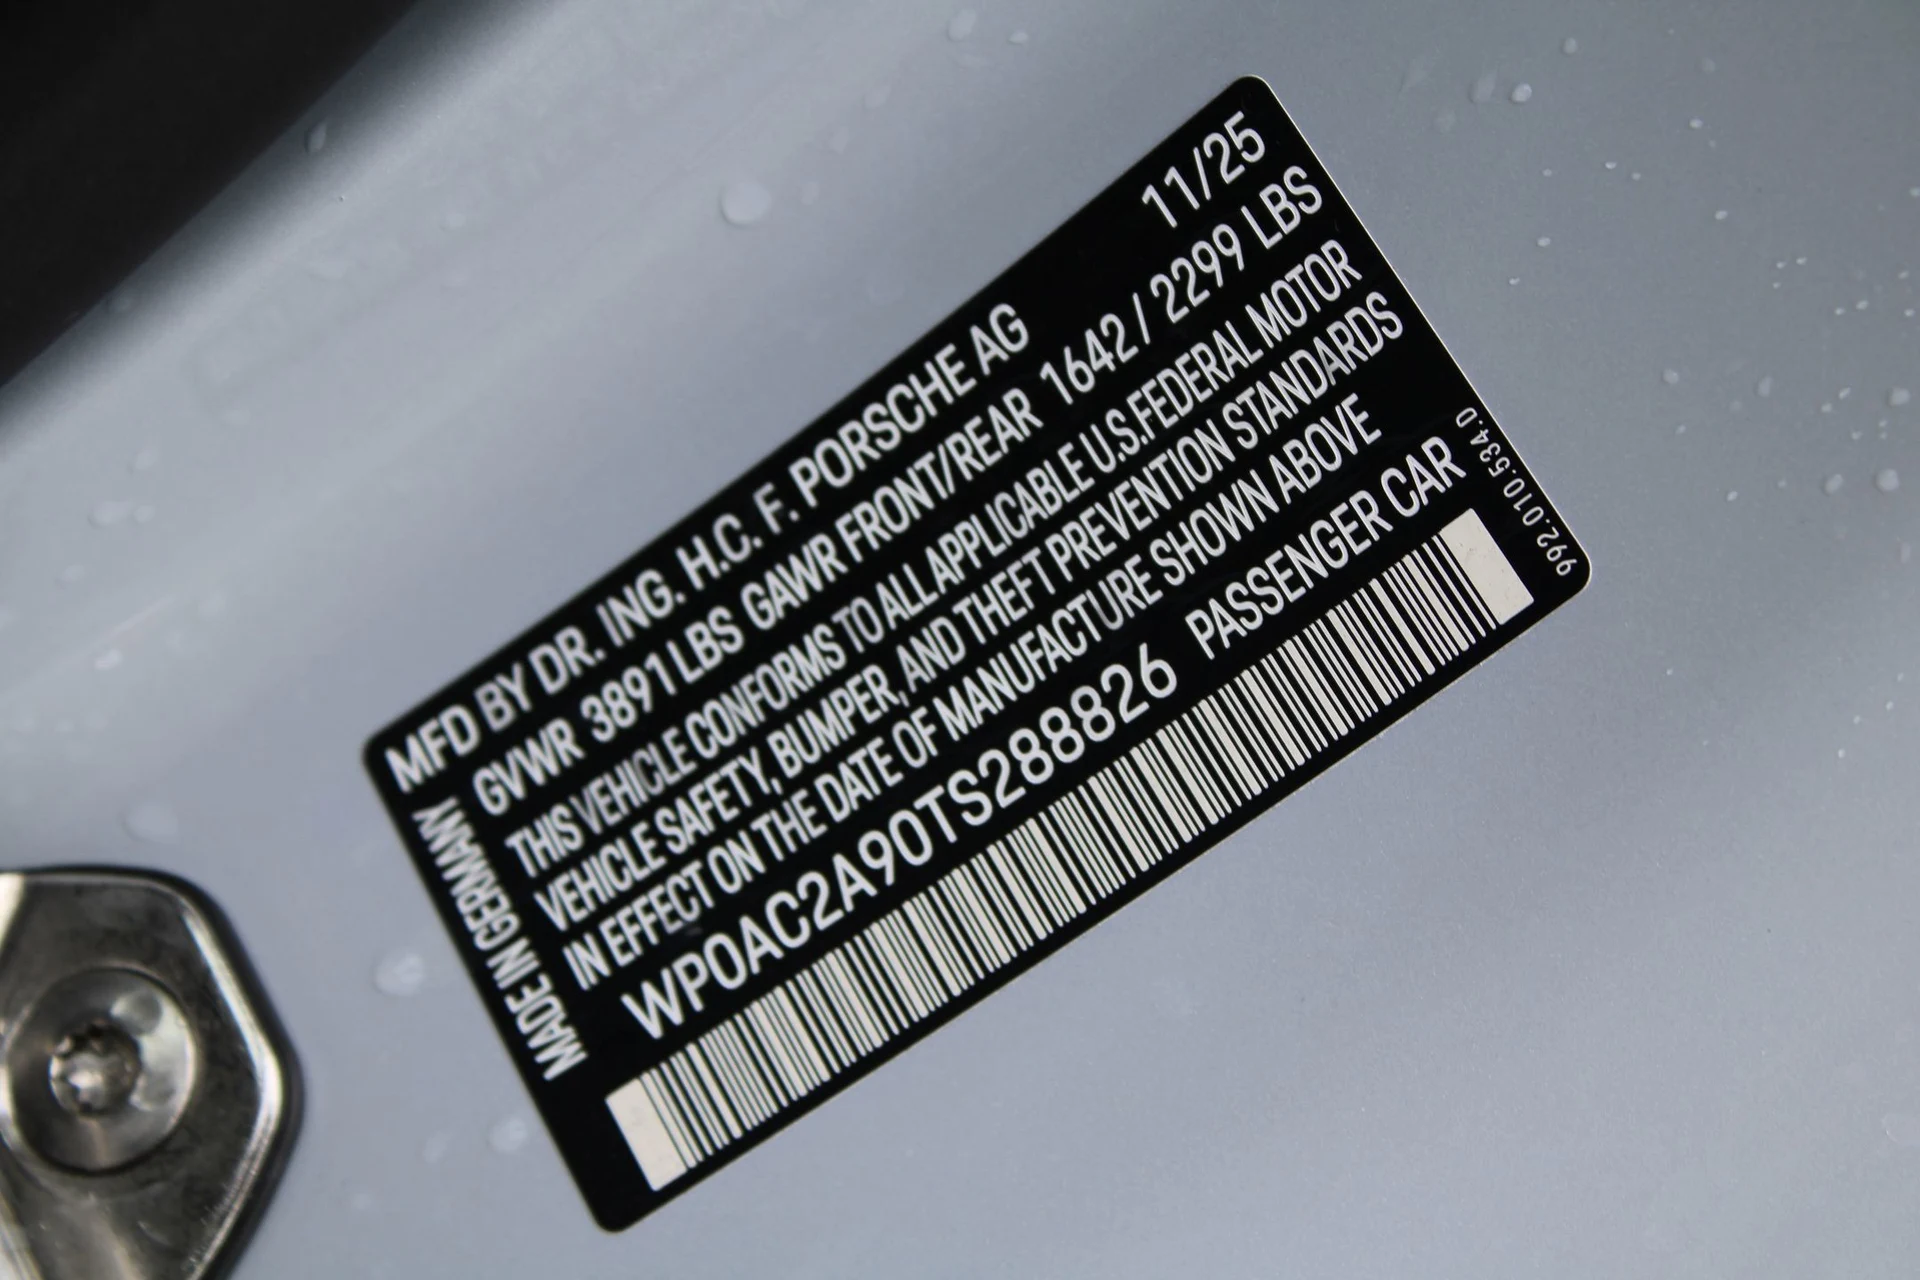 MFD BY DR. ING. H.C. F. PORSCHE AG 11/25
GVWR 3891 LBS GAWR FRONT/REAR 1642 / 2299 LBS
THIS VEHICLE CONFORMS TO ALL APPLICABLE U.S.FEDERAL MOTOR
VEHICLE SAFETY, BUMPER, AND THEFT PREVENTION STANDARDS
IN EFFECT ON THE DATE OF MANUFACTURE SHOWN ABOVE
WP0AC2A90TS288826 PASSENGER CAR
MADE IN GERMANY
992.010.534.D